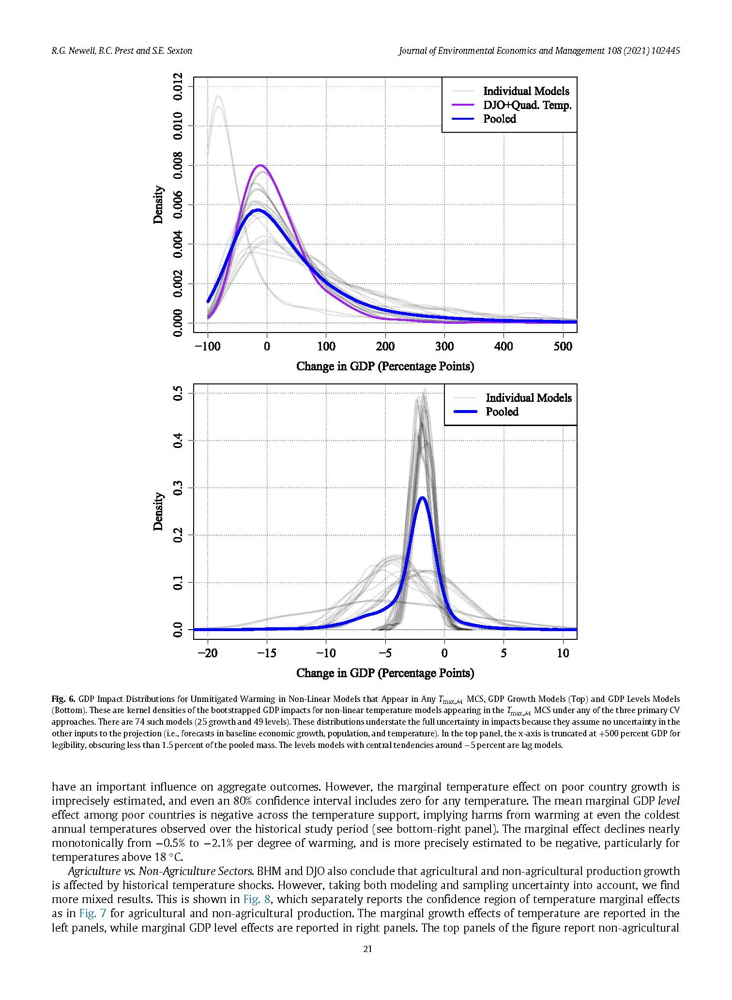 R.G. Newell, B.C. Prest and S.E. Sexton
Journal of Environmental Economics and Management 108 (2021) 102445
0.012
0.010
0.008
0.006
0.004
0.002
0.000
Density
Individual Models
DJO+Quad. Temp.
Pooled
−100 0 100 200 300 400 500
Change in GDP (Percentage Points)
0.5
0.4
0.3
0.2
0.1
0.0
Density
Individual Models
Pooled
−20 −15 −10 −5 0 5 10
Change in GDP (Percentage Points)
Fig. 6. GDP Impact Distributions for Unmitigated Warming in Non-Linear Models that Appear in Any Tmax,ℳ MCS, GDP Growth Models (Top) and GDP Levels Models
(Bottom). These are kernel densities of the bootstrapped GDP impacts for non-linear temperature models appearing in the Tmax,ℳ MCS under any of the three primary CV
approaches. There are 74 such models (25 growth and 49 levels). These distributions understate the full uncertainty in impacts because they assume no uncertainty in the
other inputs to the projection (i.e., forecasts in baseline economic growth, population, and temperature). In the top panel, the x-axis is truncated at +500 percent GDP for
legibility, obscuring less than 1.5 percent of the pooled mass. The levels models with central tendencies around −5 percent are lag models.
have an important influence on aggregate outcomes. However, the marginal temperature effect on poor country growth is
imprecisely estimated, and even an 80% confidence interval includes zero for any temperature. The mean marginal GDP level
effect among poor countries is negative across the temperature support, implying harms from warming at even the coldest
annual temperatures observed over the historical study period (see bottom-right panel). The marginal effect declines nearly
monotonically from −0.5% to −2.1% per degree of warming, and is more precisely estimated to be negative, particularly for
temperatures above 18 °C.
Agriculture vs. Non-Agriculture Sectors. BHM and DJO also conclude that agricultural and non-agricultural production growth
is affected by historical temperature shocks. However, taking both modeling and sampling uncertainty into account, we find
more mixed results. This is shown in Fig. 8, which separately reports the confidence region of temperature marginal effects
as in Fig. 7 for agricultural and non-agricultural production. The marginal growth effects of temperature are reported in the
left panels, while marginal GDP level effects are reported in right panels. The top panels of the figure report non-agricultural
21